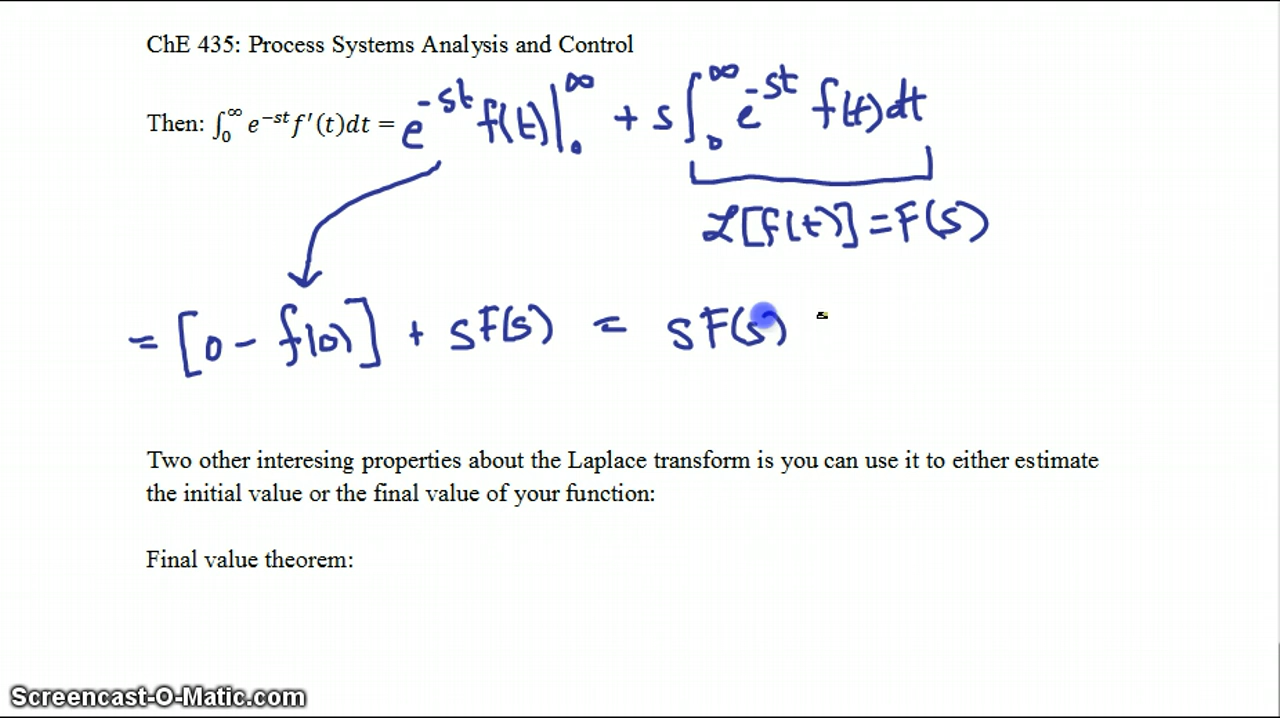 ChE 435: Process Systems Analysis and Control
Then: ∫₀^∞ e^{-st} f'(t)dt = e^{-st} f(t)|₀^∞ + s∫₀^∞ e^{-st} f(t)dt
ℒ[f(t)] = F(s)
= [0 - f(0)] + sF(s) = sF(s)
Two other interesing properties about the Laplace transform is you can use it to either estimate
the initial value or the final value of your function:
Final value theorem:
Screencast-O-Matic.com